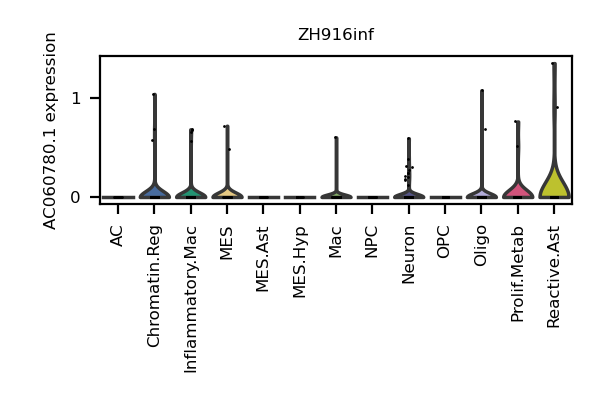 ZH916inf
AC060780.1 expression
1
0
AC
Chromatin.Reg
Inflammatory.Mac
MES
MES.Ast
MES.Hyp
Mac
NPC
Neuron
OPC
Oligo
Prolif.Metab
Reactive.Ast